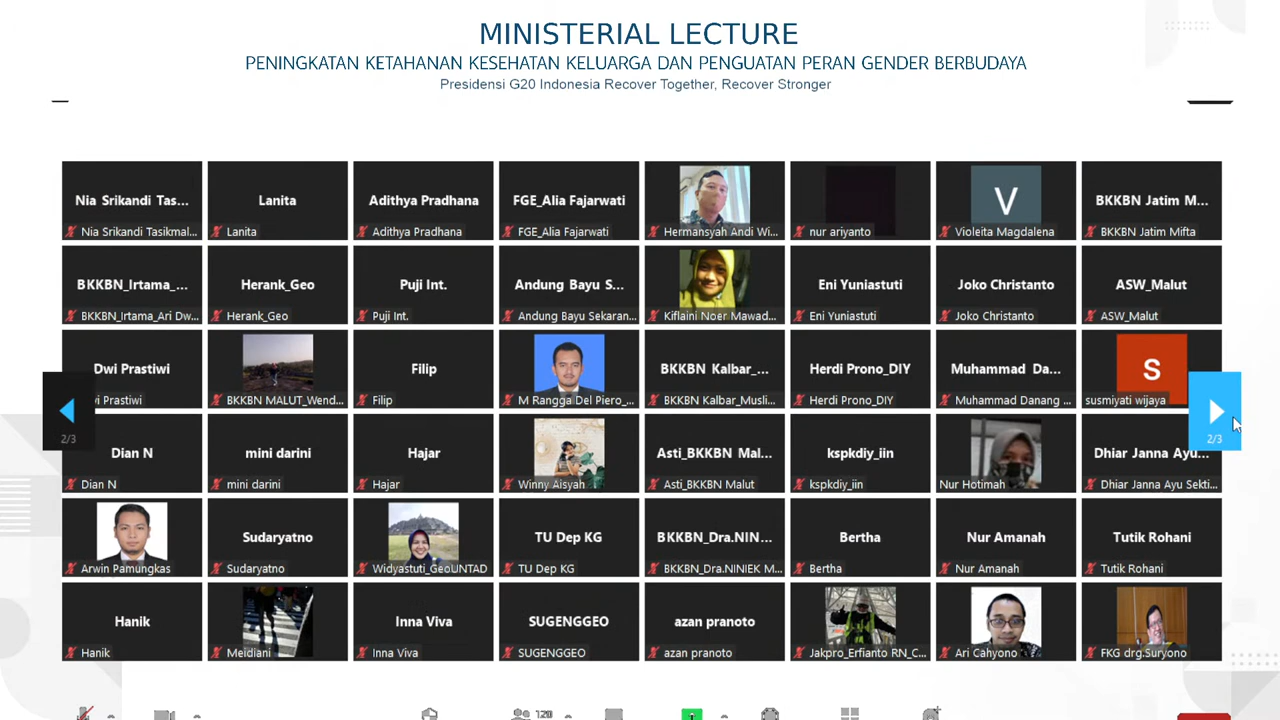 MINISTERIAL LECTURE
PENINGKATAN KETAHANAN KESEHATAN KELUARGA DAN PENGUATAN PERAN GENDER BERBUDAYA
Presidensi G20 Indonesia Recover Together, Recover Stronger
Nia Srikandi Tas... Lanita Adithya Pradhana FGE_Alia Fajarwati V BKKBN Jatim M...
Nia Srikandi Tasikmal... Lanita Adithya Pradhana FGE_Alia Fajarwati Hermansyah Andi Wi... nur ariyanto Violeita Magdalena BKKBN Jatim Mifta
BKKBN_Irtama_... Herank_Geo Puji Int. Andung Bayu S... Eni Yuniastuti Joko Christanto ASW_Malut
BKKBN_Irtama_Ari Dw... Herank_Geo Puji Int. Andung Bayu Sekaran... Kiflaini Noer Mawad... Eni Yuniastuti Joko Christanto ASW_Malut
Dwi Prastiwi Filip BKKBN Kalbar_... Herdi Prono_DIY Muhammad Da... S
Prastiwi BKKBN MALUT_Wend... Filip M Rangga Del Piero_... BKKBN Kalbar_Musli... Herdi Prono_DIY Muhammad Danang ... susmiyati wijaya
2/3 2/3
Dian N mini darini Hajar Asti_BKKBN Mal... kspkdiy_iin Dhiar Janna Ayu...
Dian N mini darini Hajar Winny Aisyah Asti_BKKBN Malut kspkdiy_iin Nur Hotimah Dhiar Janna Ayu Sekti...
Sudaryatno TU Dep KG BKKBN_Dra.NIN... Bertha Nur Amanah Tutik Rohani
Arwin Pamungkas Sudaryatno Widyastuti_GeoUNTAD TU Dep KG BKKBN_Dra.NINIEK M... Bertha Nur Amanah Tutik Rohani
Hanik Inna Viva SUGENGGEO azan pranoto
Hanik Meidiani Inna Viva SUGENGGEO azan pranoto Jakpro_Erfianto RN_C... Ari Cahyono FKG drg.Suryono
120